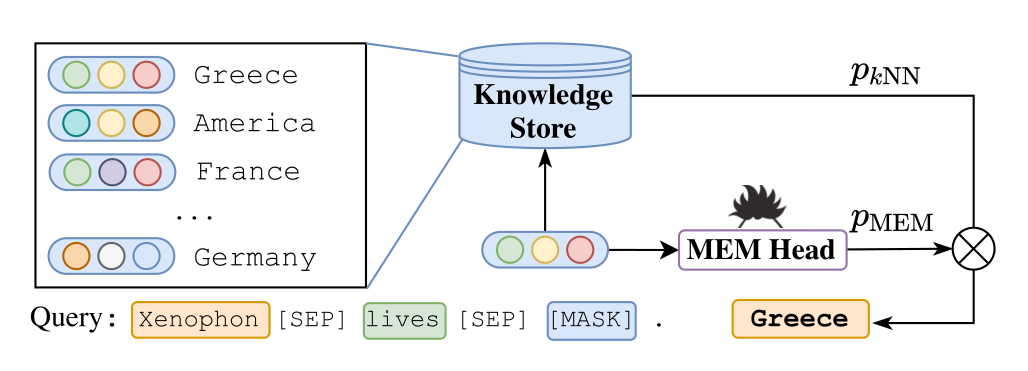 Greece
America
France
...
Germany
Knowledge
Store
p_kNN
MEM Head
p_MEM
Query: Xenophon [SEP] lives [SEP] [MASK] .
Greece